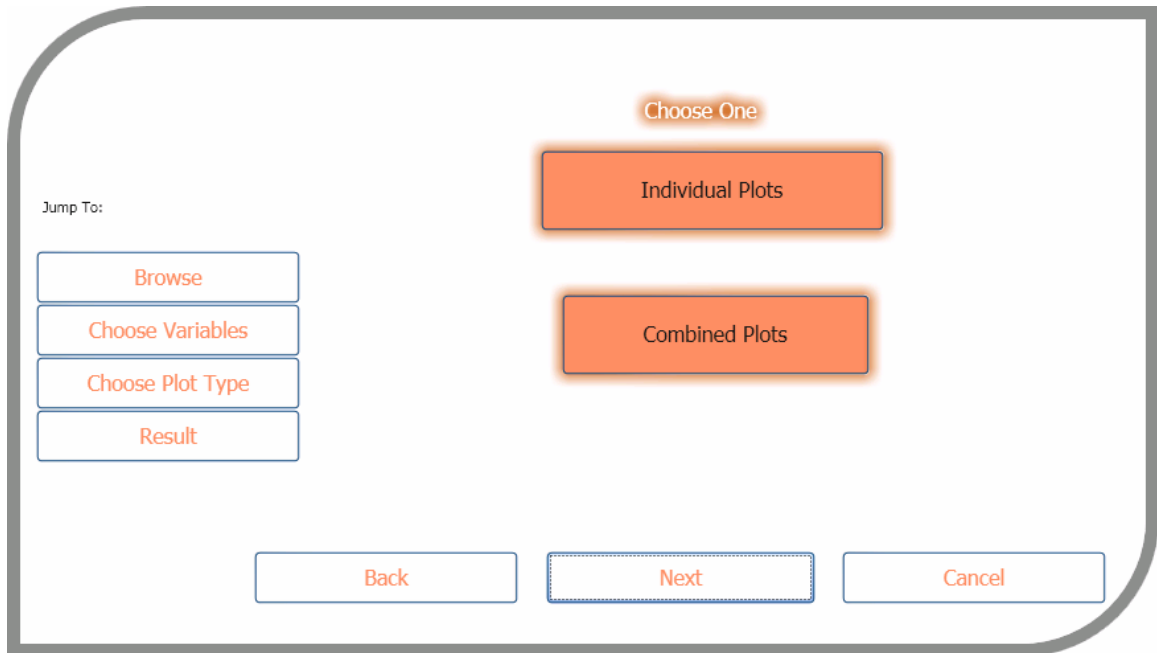 Choose One
Individual Plots
Jump To:
Browse
Combined Plots
Choose Variables
Choose Plot Type
Result
Back
Next
Cancel